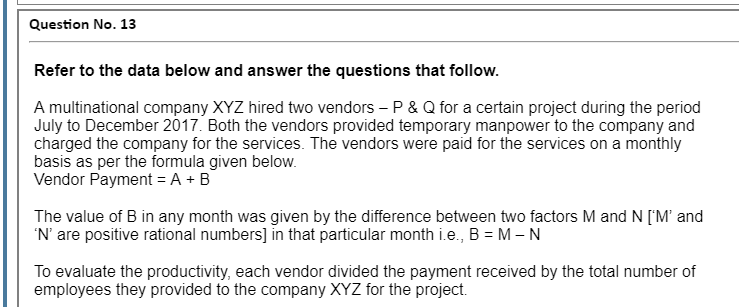 Question No. 13
Refer to the data below and answer the questions that follow.
A multinational company XYZ hired two vendors – P & Q for a certain project during the period
July to December 2017. Both the vendors provided temporary manpower to the company and
charged the company for the services. The vendors were paid for the services on a monthly
basis as per the formula given below.
Vendor Payment = A + B
The value of B in any month was given by the difference between two factors M and N ['M' and
'N' are positive rational numbers] in that particular month i.e., B = M – N
To evaluate the productivity, each vendor divided the payment received by the total number of
employees they provided to the company XYZ for the project.